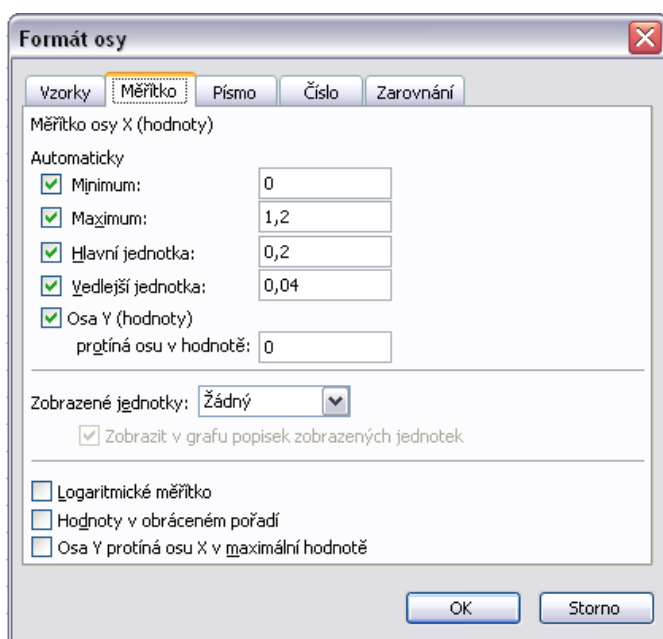 Formát osy
Vzorky Měřítko Písmo Číslo Zarovnání
Měřítko osy X (hodnoty)
Automaticky
Minimum: 0
Maximum: 1,2
Hlavní jednotka: 0,2
Vedlejší jednotka: 0,04
Osa Y (hodnoty)
protíná osu v hodnotě: 0
Zobrazené jednotky: Žádný
Zobrazit v grafu popisek zobrazených jednotek
Logaritmické měřítko
Hodnoty v obráceném pořadí
Osa Y protíná osu X v maximální hodnotě
OK Storno